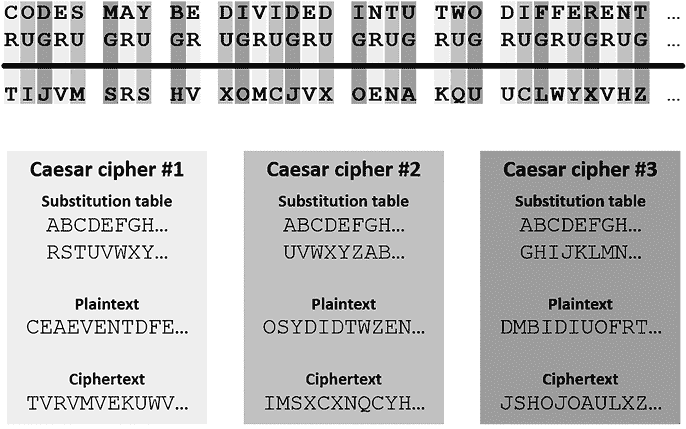 CODES MAY BE DIVIDED INTU TWO DIFFERENT ...
RUGRU GRU GR UGRUGRU GRUG RUG RUGRUGRUG ...
TIJVM SRS HV XOMCJVX OENA KQU UCLWYXVHZ ...
Caesar cipher #1
Substitution table
ABCDEFGH...
RSTUVWXY...
Plaintext
CEAEVENTDFE...
Ciphertext
TVRVMVEKUWV...
Caesar cipher #2
Substitution table
ABCDEFGH...
UVWXYZAB...
Plaintext
OSYDIDTWZEN...
Ciphertext
IMSXCXNQCYH...
Caesar cipher #3
Substitution table
ABCDEFGH...
GHIJKLMN...
Plaintext
DMBIDIUOFRT...
Ciphertext
JSHOJOAULXZ...